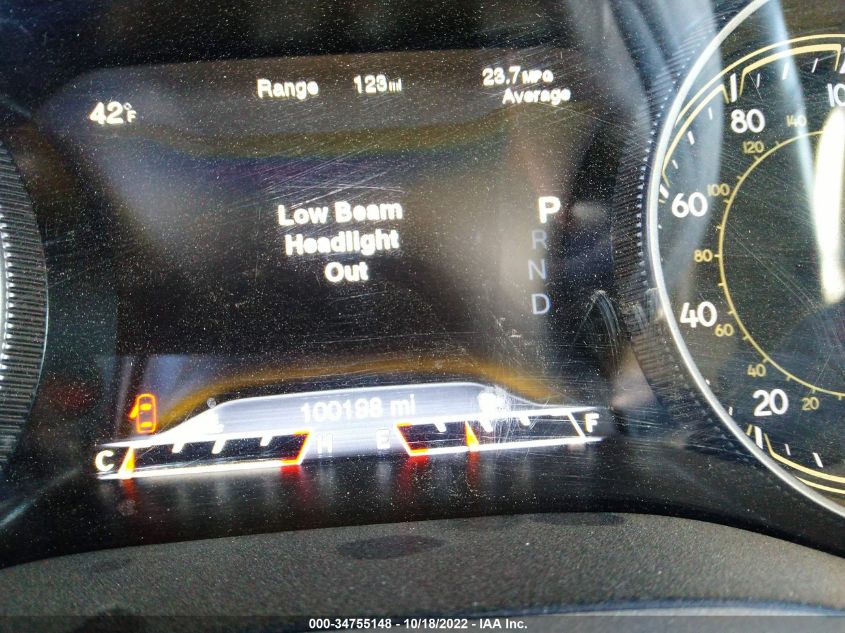 Range 123 mi 23.7 MPG
42°F Average
Low Beam
Headlight
Out
P
R
N
D
100198 mi
C H E F
100
80
60
40
20
140
120
100
80
60
40
20
000-34755148 - 10/18/2022 - IAA Inc.